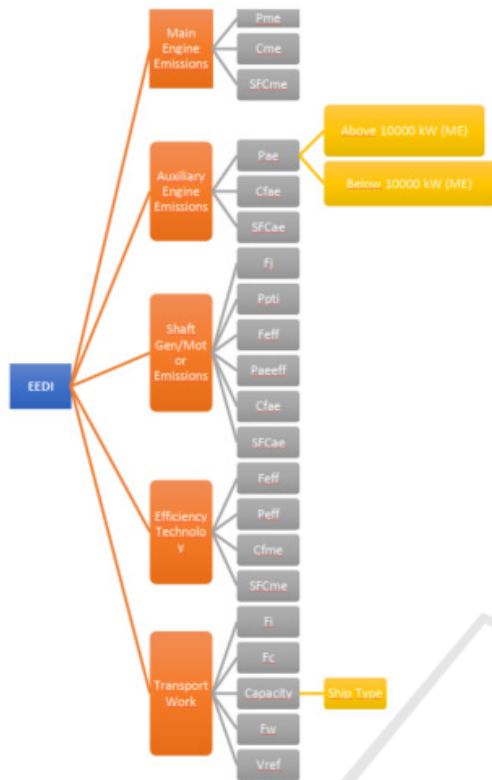 Main
Engine
Emissions
Pme
Cme
SFCme
Auxiliary
Engine
Emissions
Pae
Above 10000 kW (ME)
Below 10000 kW (ME)
Cfae
SFCae
Shaft
Gen/Mot
or
Emissions
Fj
Ppti
Feff
Paeeff
Cfae
SFCae
EEDI
Efficiency
Technolo
y
Feff
Peff
Cfme
SFCme
Transport
Work
Fi
Fc
Capacity
Ship Type
Fw
Vref